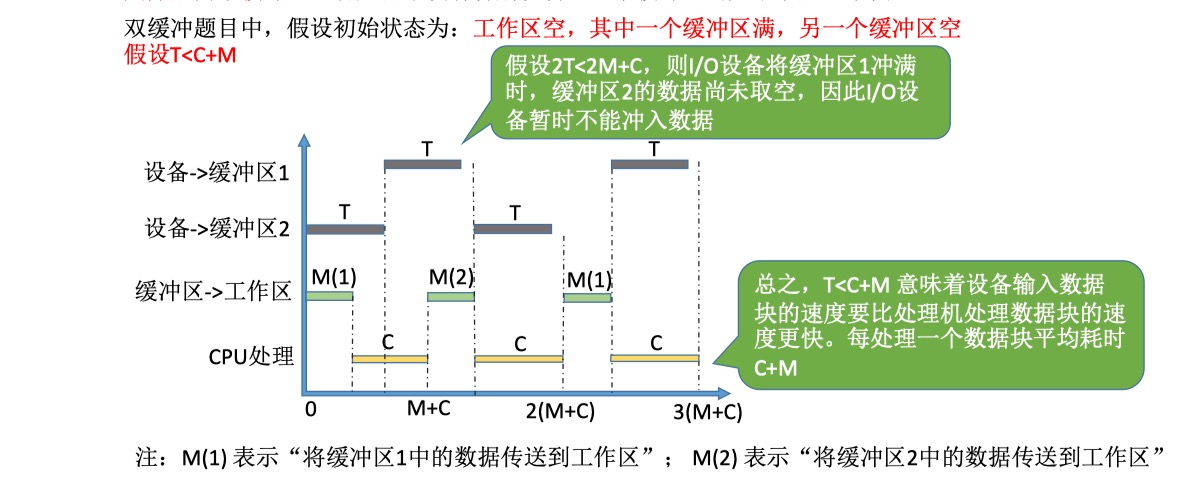 双缓冲题目中，假设初始状态为：工作区空，其中一个缓冲区满，另一个缓冲区空
假设T<C+M
假设2T<2M+C，则I/O设备将缓冲区1冲满
时，缓冲区2的数据尚未取空，因此I/O设
备暂时不能冲入数据
设备->缓冲区1
T
T
设备->缓冲区2
T
T
缓冲区->工作区
M(1)
M(2)
M(1)
CPU处理
C
C
C
总之，T<C+M 意味着设备输入数据
块的速度要比处理机处理数据块的速
度更快。每处理一个数据块平均耗时
C+M
0
M+C
2(M+C)
3(M+C)
注：M(1) 表示“将缓冲区1中的数据传送到工作区”； M(2) 表示“将缓冲区2中的数据传送到工作区”